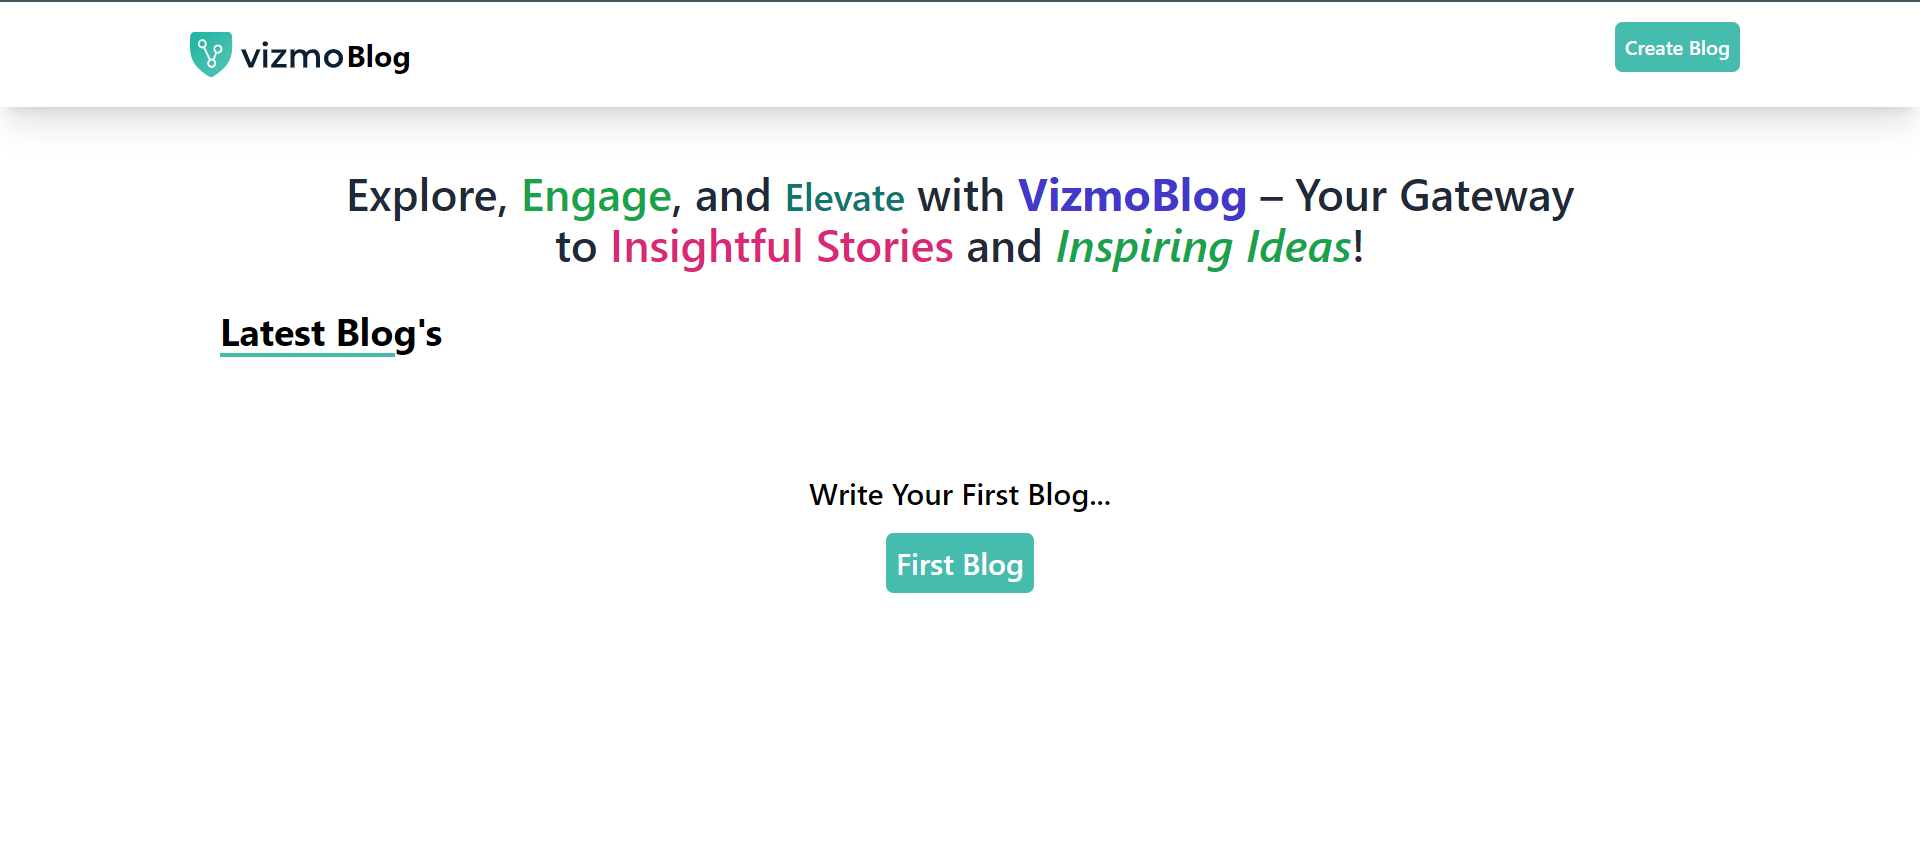 vizmo Blog
Create Blog
Explore, Engage, and Elevate with VizmoBlog – Your Gateway
to Insightful Stories and Inspiring Ideas!
Latest Blog's
Write Your First Blog...
First Blog